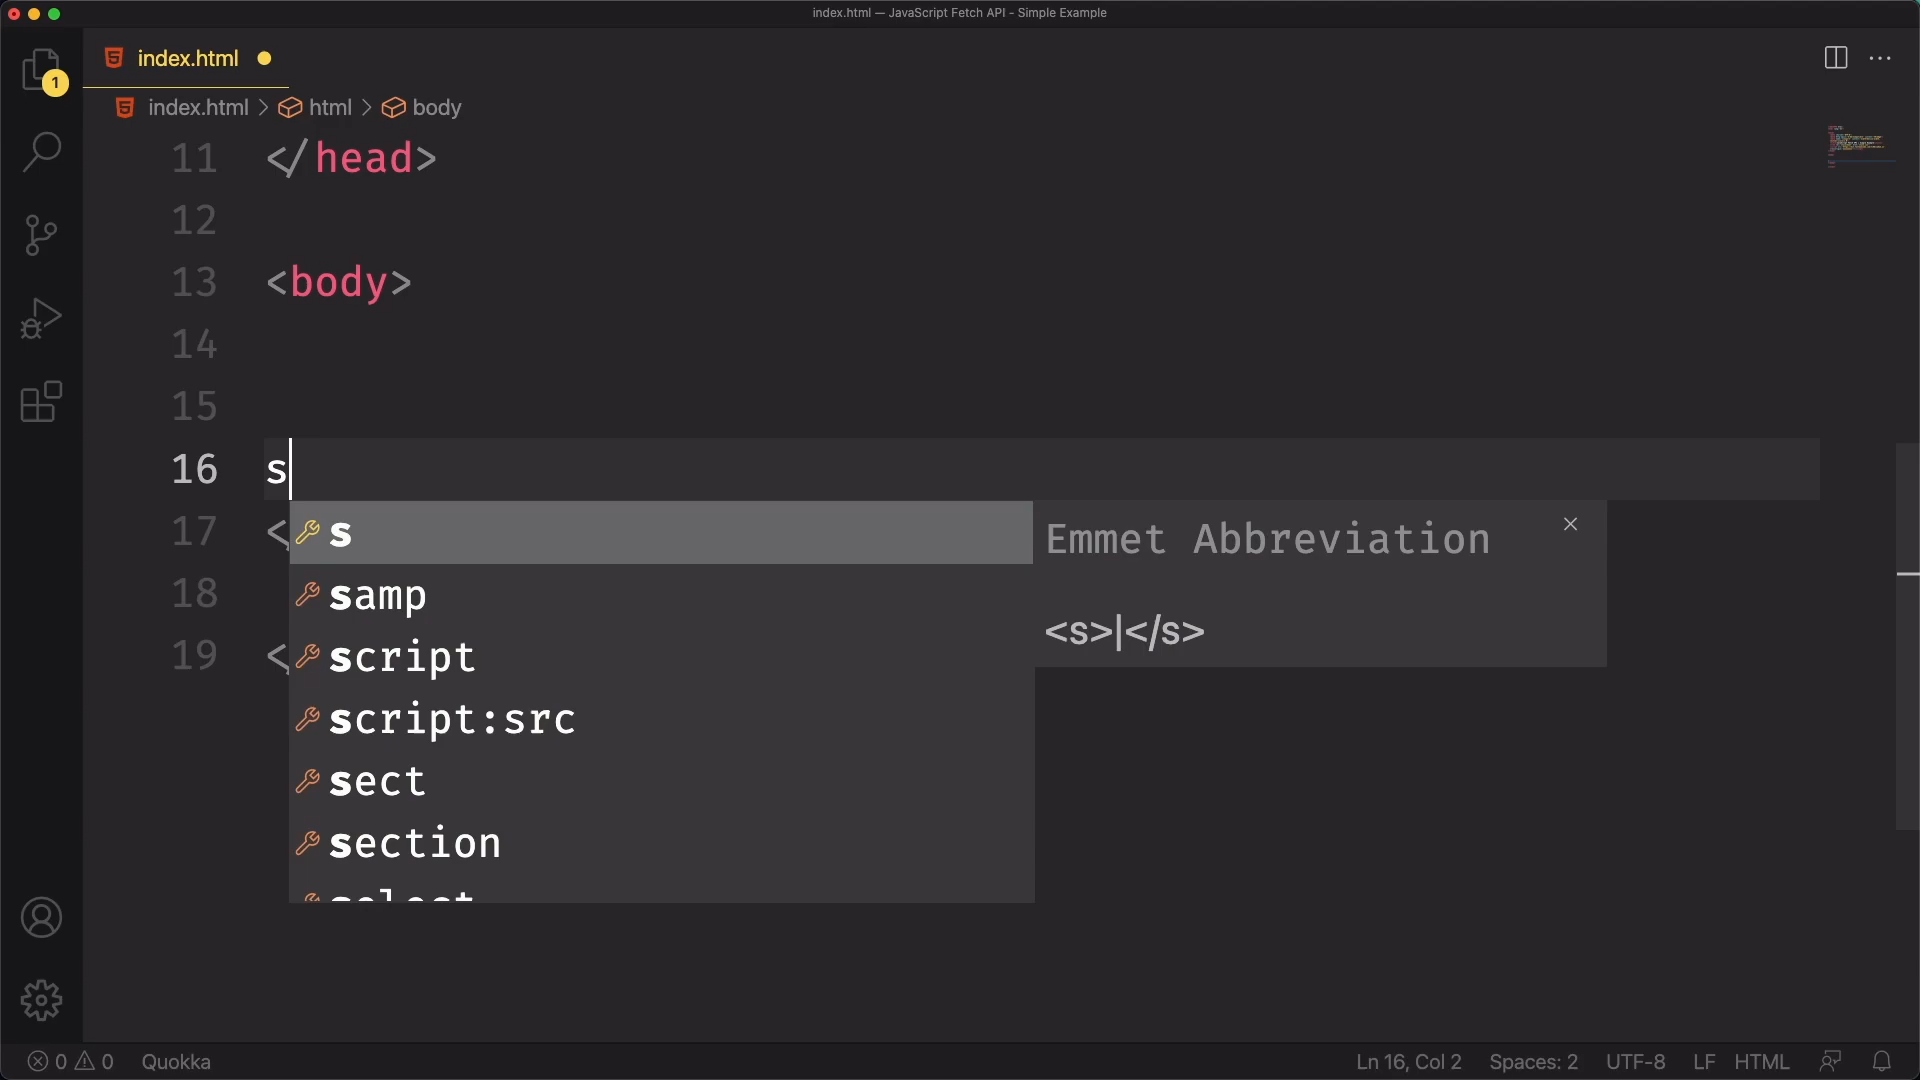 index.html — JavaScript Fetch API - Simple Example
index.html
1
index.html > html > body
11 </head>
12
13 <body>
14
15
16 s
17 <
18
19 <
s
samp
script
script:src
sect
section
select
Emmet Abbreviation
<s>|</s>
0 0 Quokka Ln 16, Col 2 Spaces: 2 UTF-8 LF HTML